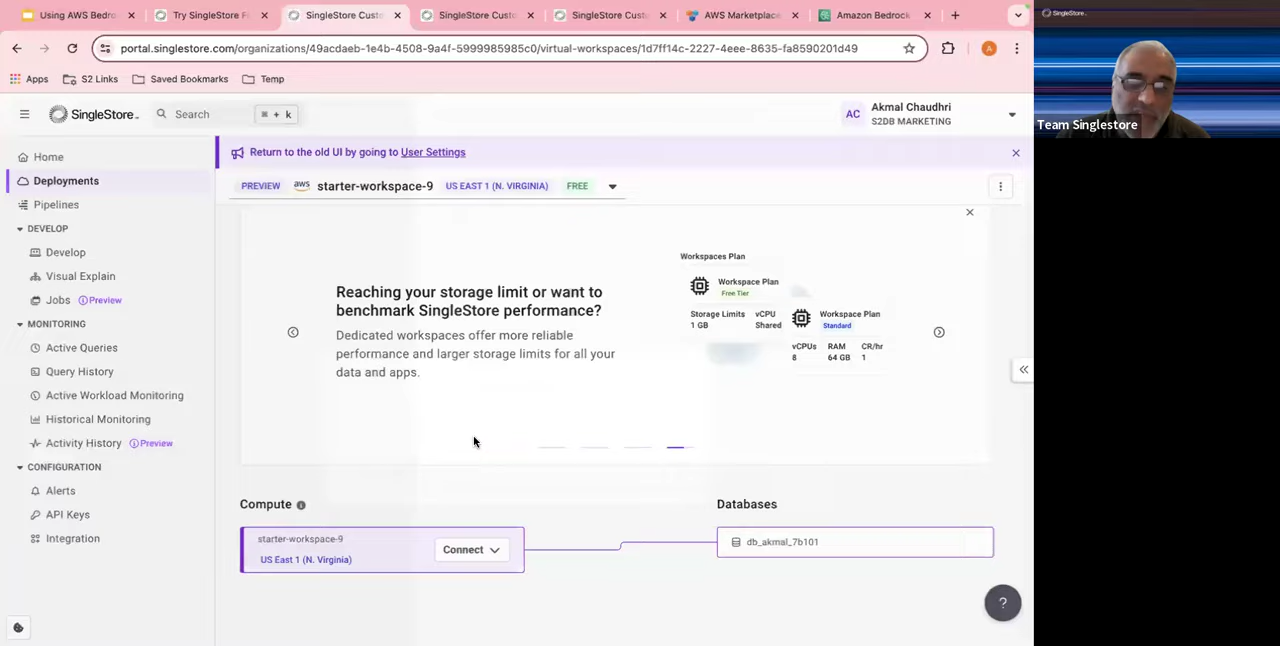 Using AWS Bedro
Try SingleStore F
SingleStore Cust
SingleStore Custo
SingleStore Custo
AWS Marketplace
Amazon Bedrock
portal.singlestore.com/organizations/49acdaeb-1e4b-4508-9a4f-5999985985c0/virtual-workspaces/1d7ff14c-2227-4eee-8635-fa8590201d49
A
Apps
S2 Links
Saved Bookmarks
Temp
SingleStore
Search
⌘ + k
AC
Akmal Chaudhri
S2DB MARKETING
Home
Deployments
Pipelines
DEVELOP
Develop
Visual Explain
Jobs
Preview
MONITORING
Active Queries
Query History
Active Workload Monitoring
Historical Monitoring
Activity History
Preview
CONFIGURATION
Alerts
API Keys
Integration
Return to the old UI by going to User Settings
PREVIEW
aws
starter-workspace-9
US EAST 1 (N. VIRGINIA)
FREE
Reaching your storage limit or want to
benchmark SingleStore performance?
Dedicated workspaces offer more reliable
performance and larger storage limits for all your
data and apps.
Workspaces Plan
Workspace Plan
Free Tier
Storage Limits
1 GB
vCPU
Shared
Workspace Plan
Standard
vCPUs
8
RAM
64 GB
CR/hr
1
Compute
starter-workspace-9
US East 1 (N. Virginia)
Connect
Databases
db_akmal_7b101
?
SingleStore
Team Singlestore